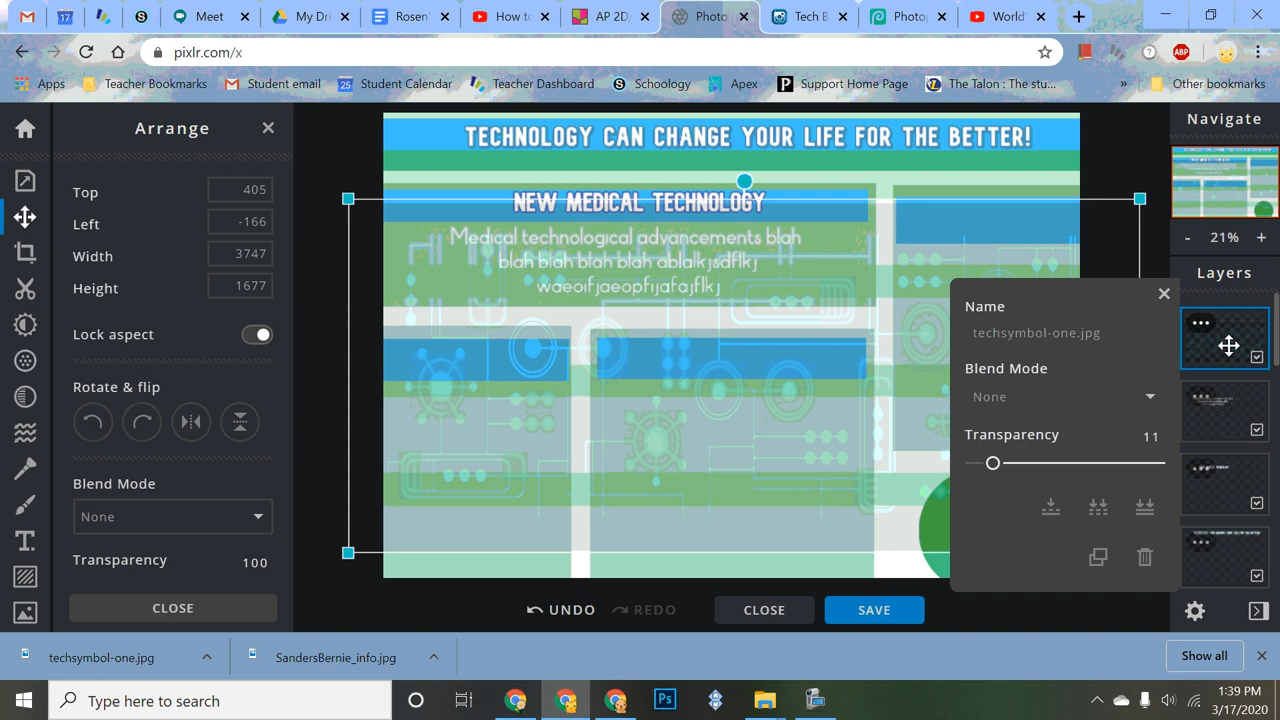 Meet
My Dri
Rosen'
How to
AP 2D,
Photo
Tech B
Photop
World'
pixlr.com/x
ABP
Apps
Teacher Bookmarks
Student email
25
Student Calendar
Teacher Dashboard
Schoology
Apex
Support Home Page
The Talon : The stu...
»
Other bookmarks
Arrange
Navigate
TECHNOLOGY CAN CHANGE YOUR LIFE FOR THE BETTER!
Top
405
Left
-166
NEW MEDICAL TECHNOLOGY
Width
3747
Medical technological advancements blah
blah blah blah blah ablalkjsdflkj
waeoifjaeopfijafajflkj
- 21% +
Height
1677
Layers
Name
techsymbol-one.jpg
Lock aspect
Blend Mode
None
Rotate & flip
Transparency
11
Blend Mode
None
Transparency
100
CLOSE
UNDO
REDO
CLOSE
SAVE
techsymbol-one.jpg
SandersBernie_info.jpg
Show all
Type here to search
Ps
1:39 PM
3/17/2020